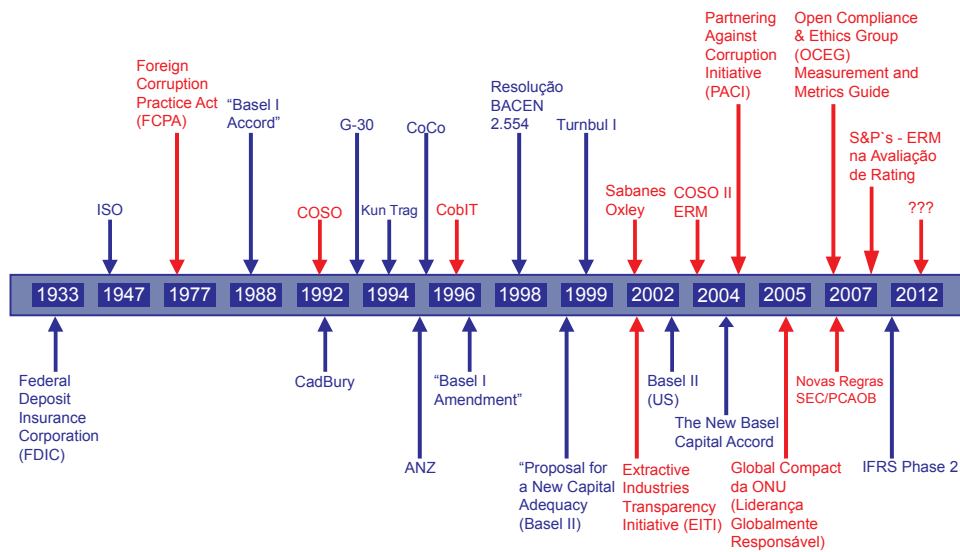 Foreign
Corruption
Practice Act
(FCPA)
“Basel I
Accord”
G-30
CoCo
Resolução
BACEN
2.554
Turnbul I
Partnering
Against
Corruption
Initiative
(PACI)
Open Compliance
& Ethics Group
(OCEG)
Measurement and
Metrics Guide
S&P`s - ERM
na Avaliação
de Rating
ISO
COSO
Kun Trag
CobIT
Sabanes
Oxley
COSO II
ERM
???
1933
1947
1977
1988
1992
1994
1996
1998
1999
2002
2004
2005
2007
2012
Federal
Deposit
Insurance
Corporation
(FDIC)
CadBury
ANZ
“Basel I
Amendment”
“Proposal for
a New Capital
Adequacy
(Basel II)
Extractive
Industries
Transparency
Initiative (EITI)
Basel II
(US)
The New Basel
Capital Accord
Global Compact
da ONU
(Liderança
Globalmente
Responsável)
Novas Regras
SEC/PCAOB
IFRS Phase 2